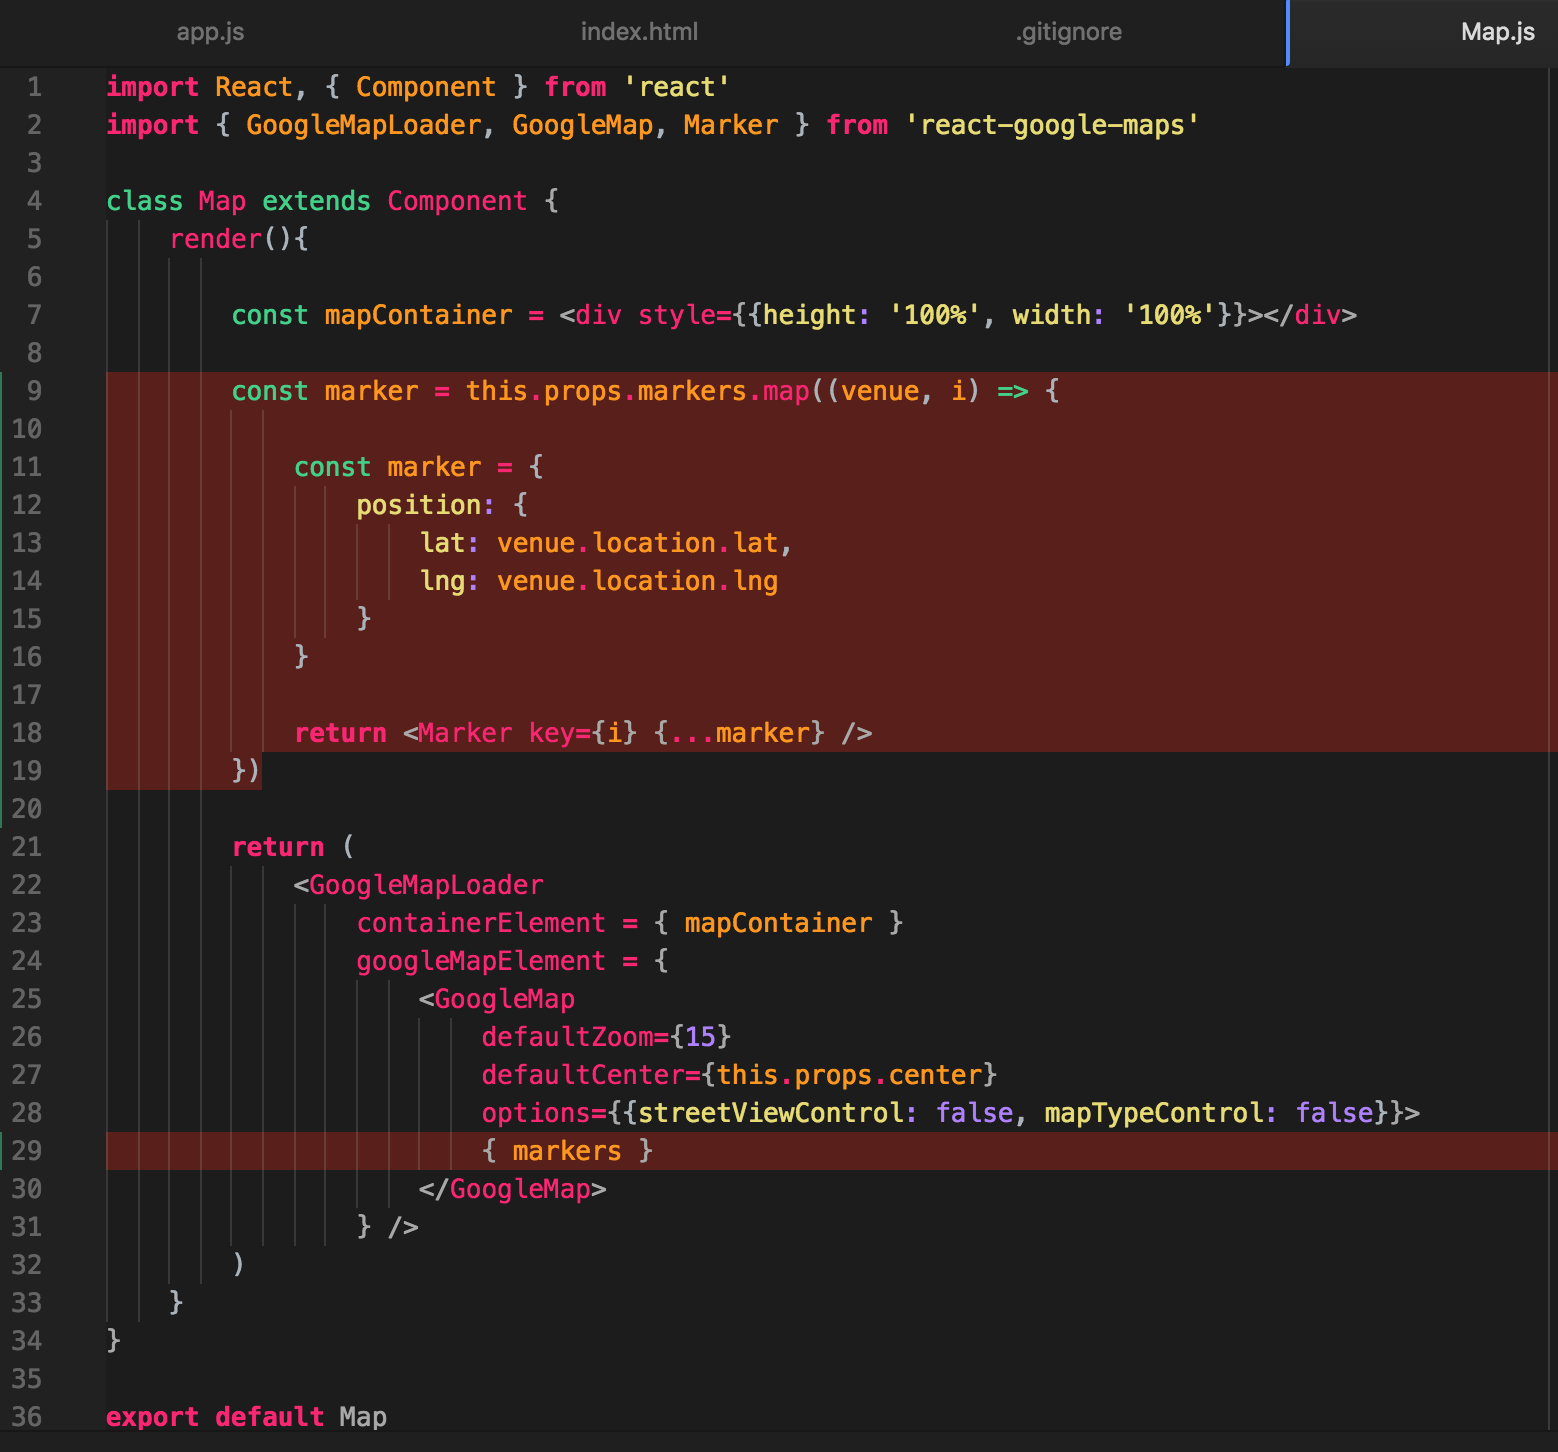 app.js index.html .gitignore Map.js
1 import React, { Component } from 'react'
2 import { GoogleMapLoader, GoogleMap, Marker } from 'react-google-maps'
3
4 class Map extends Component {
5     render(){
6
7         const mapContainer = <div style={{height: '100%', width: '100%'}}></div>
8
9         const marker = this.props.markers.map((venue, i) => {
10
11             const marker = {
12                 position: {
13                     lat: venue.location.lat,
14                     lng: venue.location.lng
15                 }
16             }
17
18             return <Marker key={i} {...marker} />
19         })
20
21         return (
22             <GoogleMapLoader
23                 containerElement = { mapContainer }
24                 googleMapElement = {
25                     <GoogleMap
26                         defaultZoom={15}
27                         defaultCenter={this.props.center}
28                         options={{streetViewControl: false, mapTypeControl: false}}>
29                         { markers }
30                     </GoogleMap>
31                 } />
32         )
33     }
34 }
35
36 export default Map